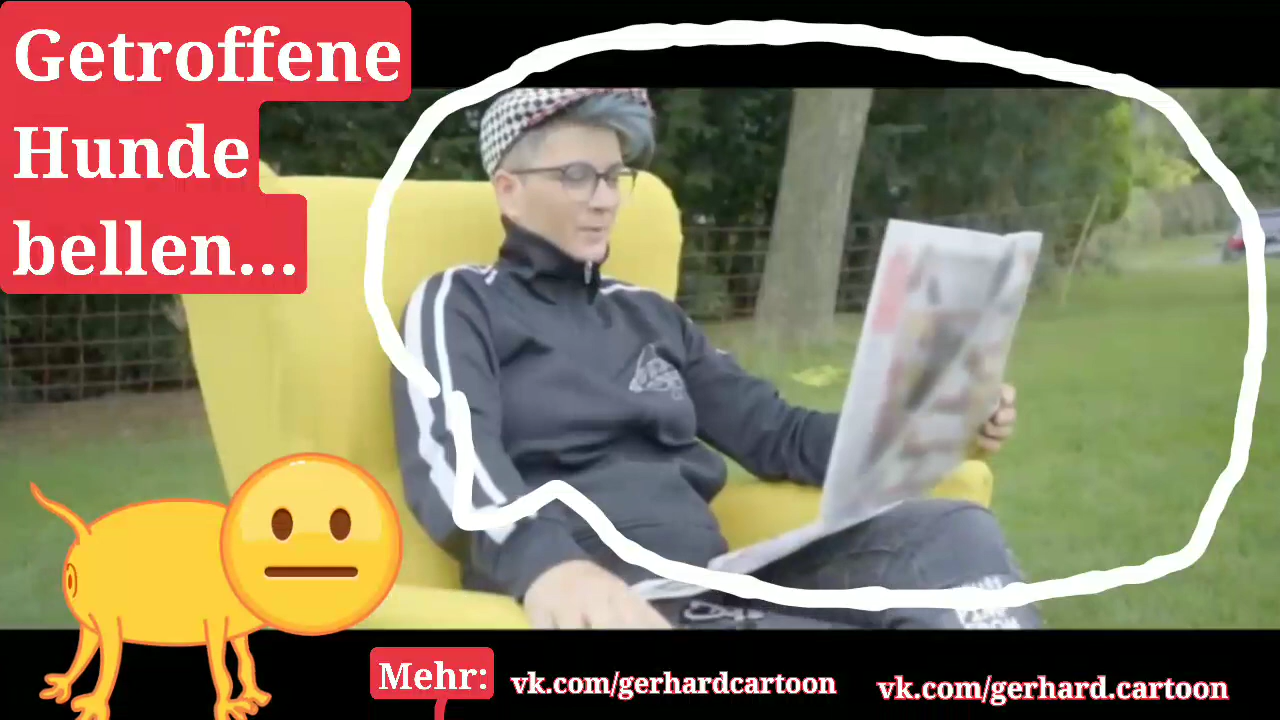 Getroffene
Hunde
bellen...
Mehr:
vk.com/gerhardcartoon
vk.com/gerhard.cartoon